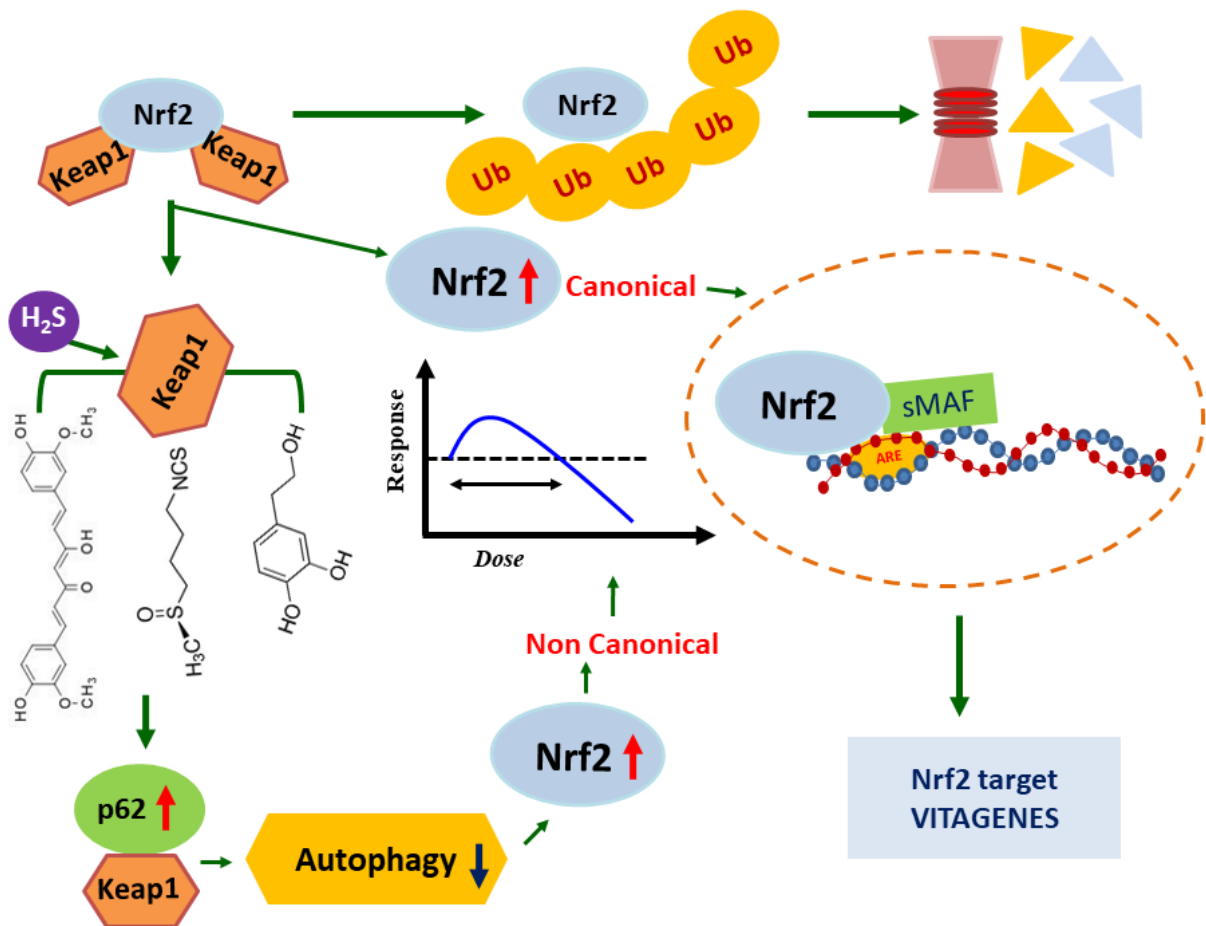 Nrf2
Keap1
Keap1
Nrf2
Ub
Ub
Ub
Ub
Ub
Nrf2
Canonical
H₂S
Keap1
OH
O
CH₃
OH
O
O
CH₃
HO
NCS
O
S
H₃C
OH
OH
HO
Response
Dose
Nrf2
sMAF
ARE
Non Canonical
Nrf2
p62
Keap1
Autophagy
Nrf2 target
VITAGENES